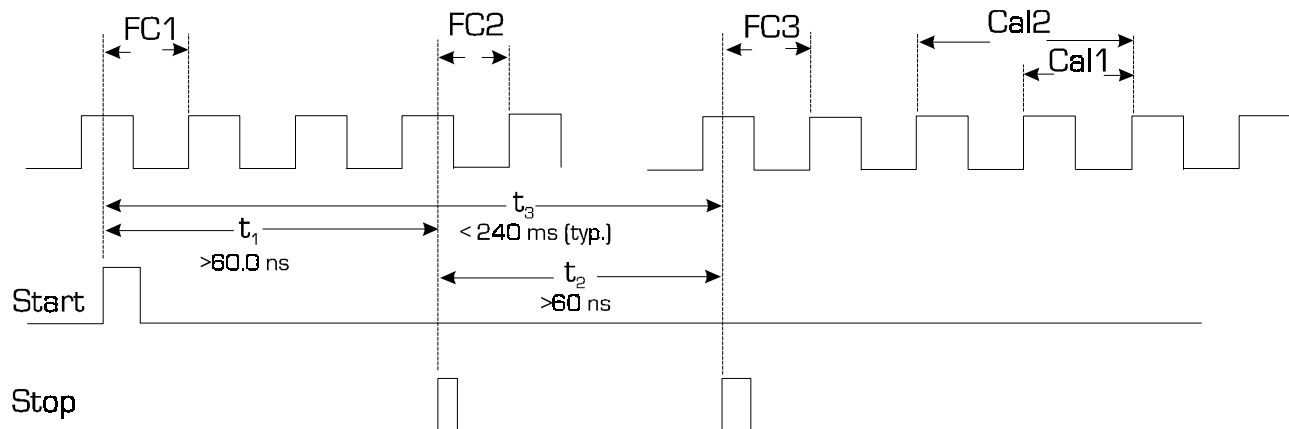 FC1
FC2
FC3
Cal2
Cal1
t₃
< 240 ms (typ.)
t₁
>60.0 ns
t₂
>60 ns
Start
Stop